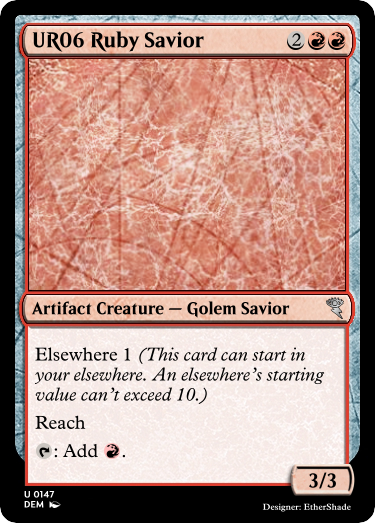 UR06 Ruby Savior 2
Artifact Creature — Golem Savior
Elsewhere 1 (This card can start in
your elsewhere. An elsewhere's starting
value can't exceed 10.)
Reach
: Add .
3/3
U 0147
DEM
Designer: EtherShade